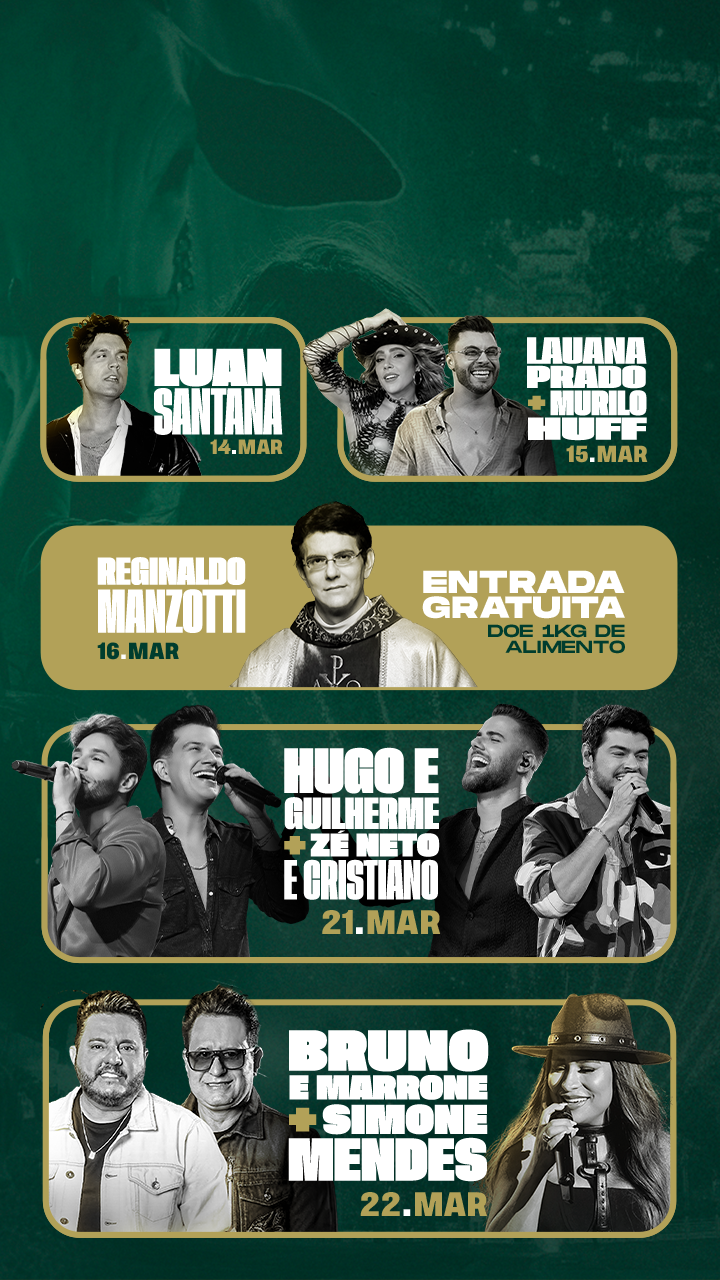 LUAN
SANTANA
14.MAR
LAUANA
PRADO
+ MURILO
HUFF
15.MAR
REGINALDO
MANZOTTI
16.MAR
ENTRADA
GRATUITA
DOE 1KG DE
ALIMENTO
HUGO E
GUILHERME
+ ZÉ NETO
E CRISTIANO
21.MAR
BRUNO
E MARRONE
+ SIMONE
MENDES
22.MAR